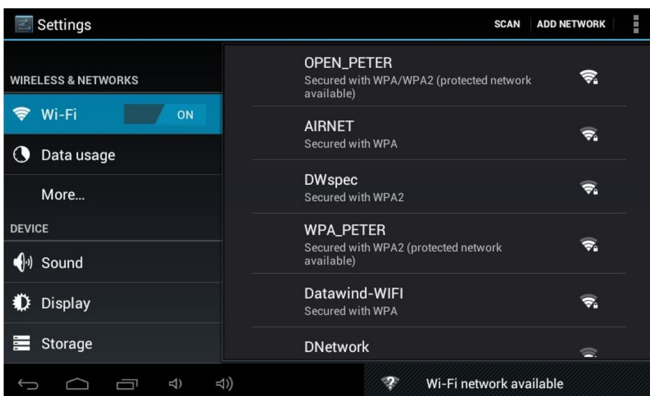 Settings
SCAN
ADD NETWORK
WIRELESS & NETWORKS
Wi-Fi
ON
Data usage
More...
DEVICE
Sound
Display
Storage
OPEN_PETER
Secured with WPA/WPA2 (protected network
available)
AIRNET
Secured with WPA
DWspec
Secured with WPA2
WPA_PETER
Secured with WPA2 (protected network
available)
Datawind-WIFI
Secured with WPA
DNetwork
Wi-Fi network available